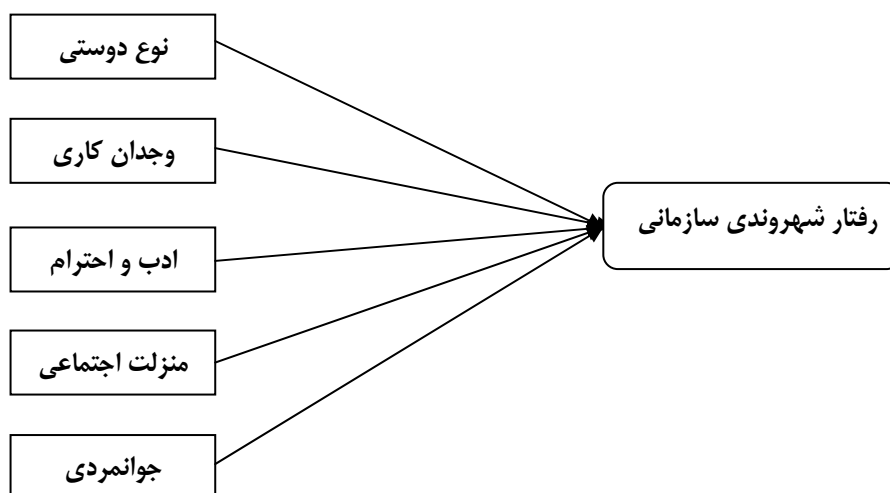 نوع دوستی
وجدان کاری
رفتار شهروندی سازمانی
ادب و احترام
منزلت اجتماعی
جوانمردی